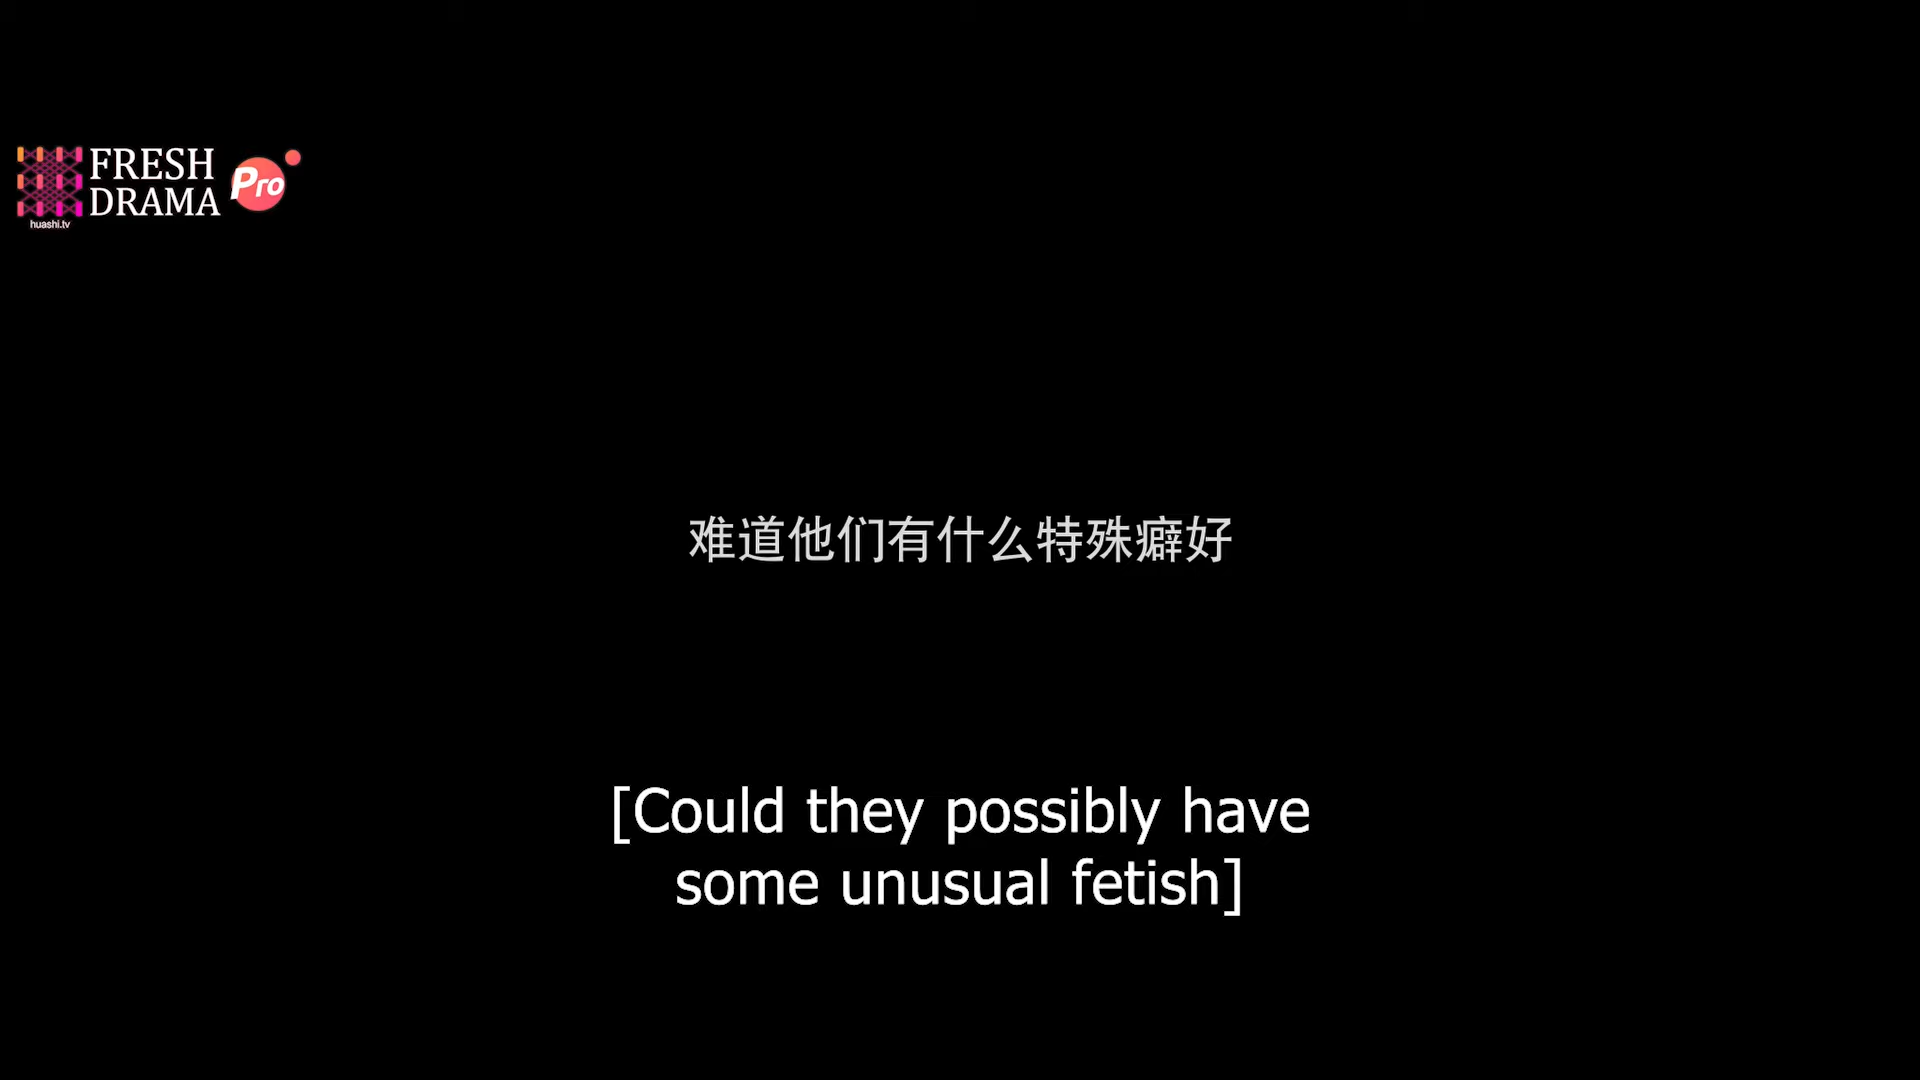 FRESH
DRAMA
Pro
huashi.tv
难道他们有什么特殊癖好
[Could they possibly have
some unusual fetish]